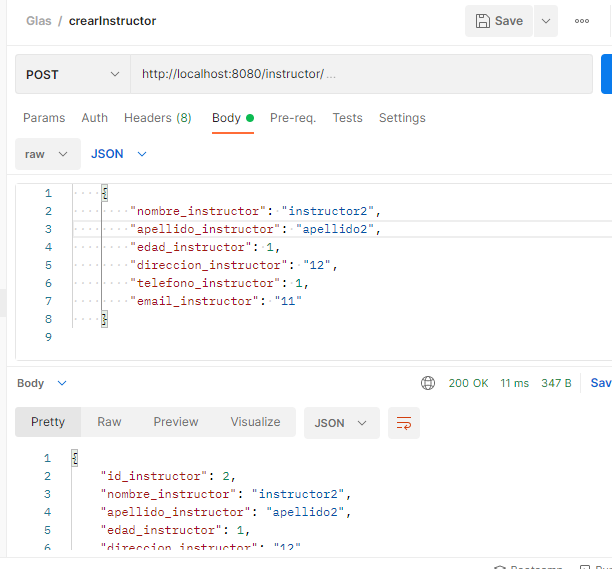 Glas / crearInstructor
Save
POST
http://localhost:8080/instructor/...
Params Auth Headers (8) Body Pre-req. Tests Settings
raw JSON
1 {
2 "nombre_instructor": "instructor2",
3 "apellido_instructor": "apellido2",
4 "edad_instructor": 1,
5 "direccion_instructor": "12",
6 "telefono_instructor": 1,
7 "email_instructor": "11"
8 }
9
Body 200 OK 11 ms 347 B Sav
Pretty Raw Preview Visualize JSON
1 {
2 "id_instructor": 2,
3 "nombre_instructor": "instructor2",
4 "apellido_instructor": "apellido2",
5 "edad_instructor": 1,
6 "direccion_instructor": "12"